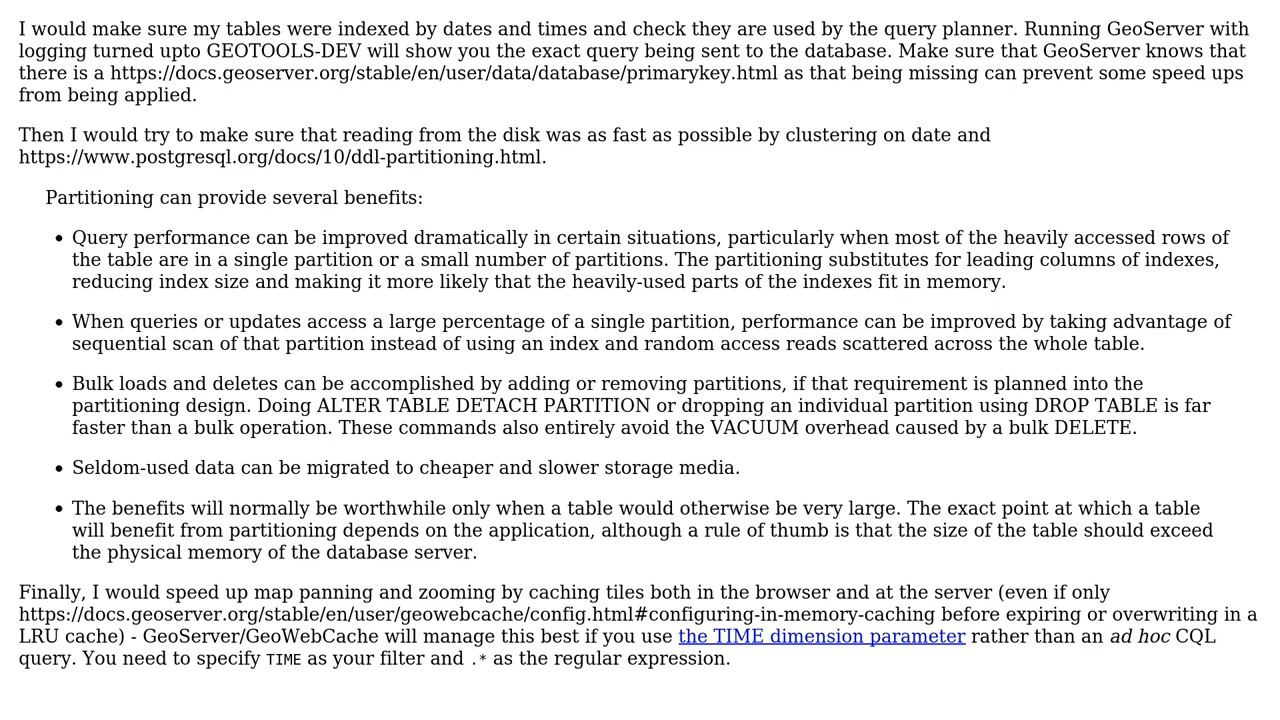 I would make sure my tables were indexed by dates and times and check they are used by the query planner. Running GeoServer with
logging turned upto GEOTOOLS-DEV will show you the exact query being sent to the database. Make sure that GeoServer knows that
there is a https://docs.geoserver.org/stable/en/user/data/database/primarykey.html as that being missing can prevent some speed ups
from being applied.
Then I would try to make sure that reading from the disk was as fast as possible by clustering on date and
https://www.postgresql.org/docs/10/ddl-partitioning.html.
Partitioning can provide several benefits:
• Query performance can be improved dramatically in certain situations, particularly when most of the heavily accessed rows of
the table are in a single partition or a small number of partitions. The partitioning substitutes for leading columns of indexes,
reducing index size and making it more likely that the heavily-used parts of the indexes fit in memory.
• When queries or updates access a large percentage of a single partition, performance can be improved by taking advantage of
sequential scan of that partition instead of using an index and random access reads scattered across the whole table.
• Bulk loads and deletes can be accomplished by adding or removing partitions, if that requirement is planned into the
partitioning design. Doing ALTER TABLE DETACH PARTITION or dropping an individual partition using DROP TABLE is far
faster than a bulk operation. These commands also entirely avoid the VACUUM overhead caused by a bulk DELETE.
• Seldom-used data can be migrated to cheaper and slower storage media.
• The benefits will normally be worthwhile only when a table would otherwise be very large. The exact point at which a table
will benefit from partitioning depends on the application, although a rule of thumb is that the size of the table should exceed
the physical memory of the database server.
Finally, I would speed up map panning and zooming by caching tiles both in the browser and at the server (even if only
https://docs.geoserver.org/stable/en/user/geowebcache/config.html#configuring-in-memory-caching before expiring or overwriting in a
LRU cache) - GeoServer/GeoWebCache will manage this best if you use the TIME dimension parameter rather than an ad hoc CQL
query. You need to specify TIME as your filter and .* as the regular expression.